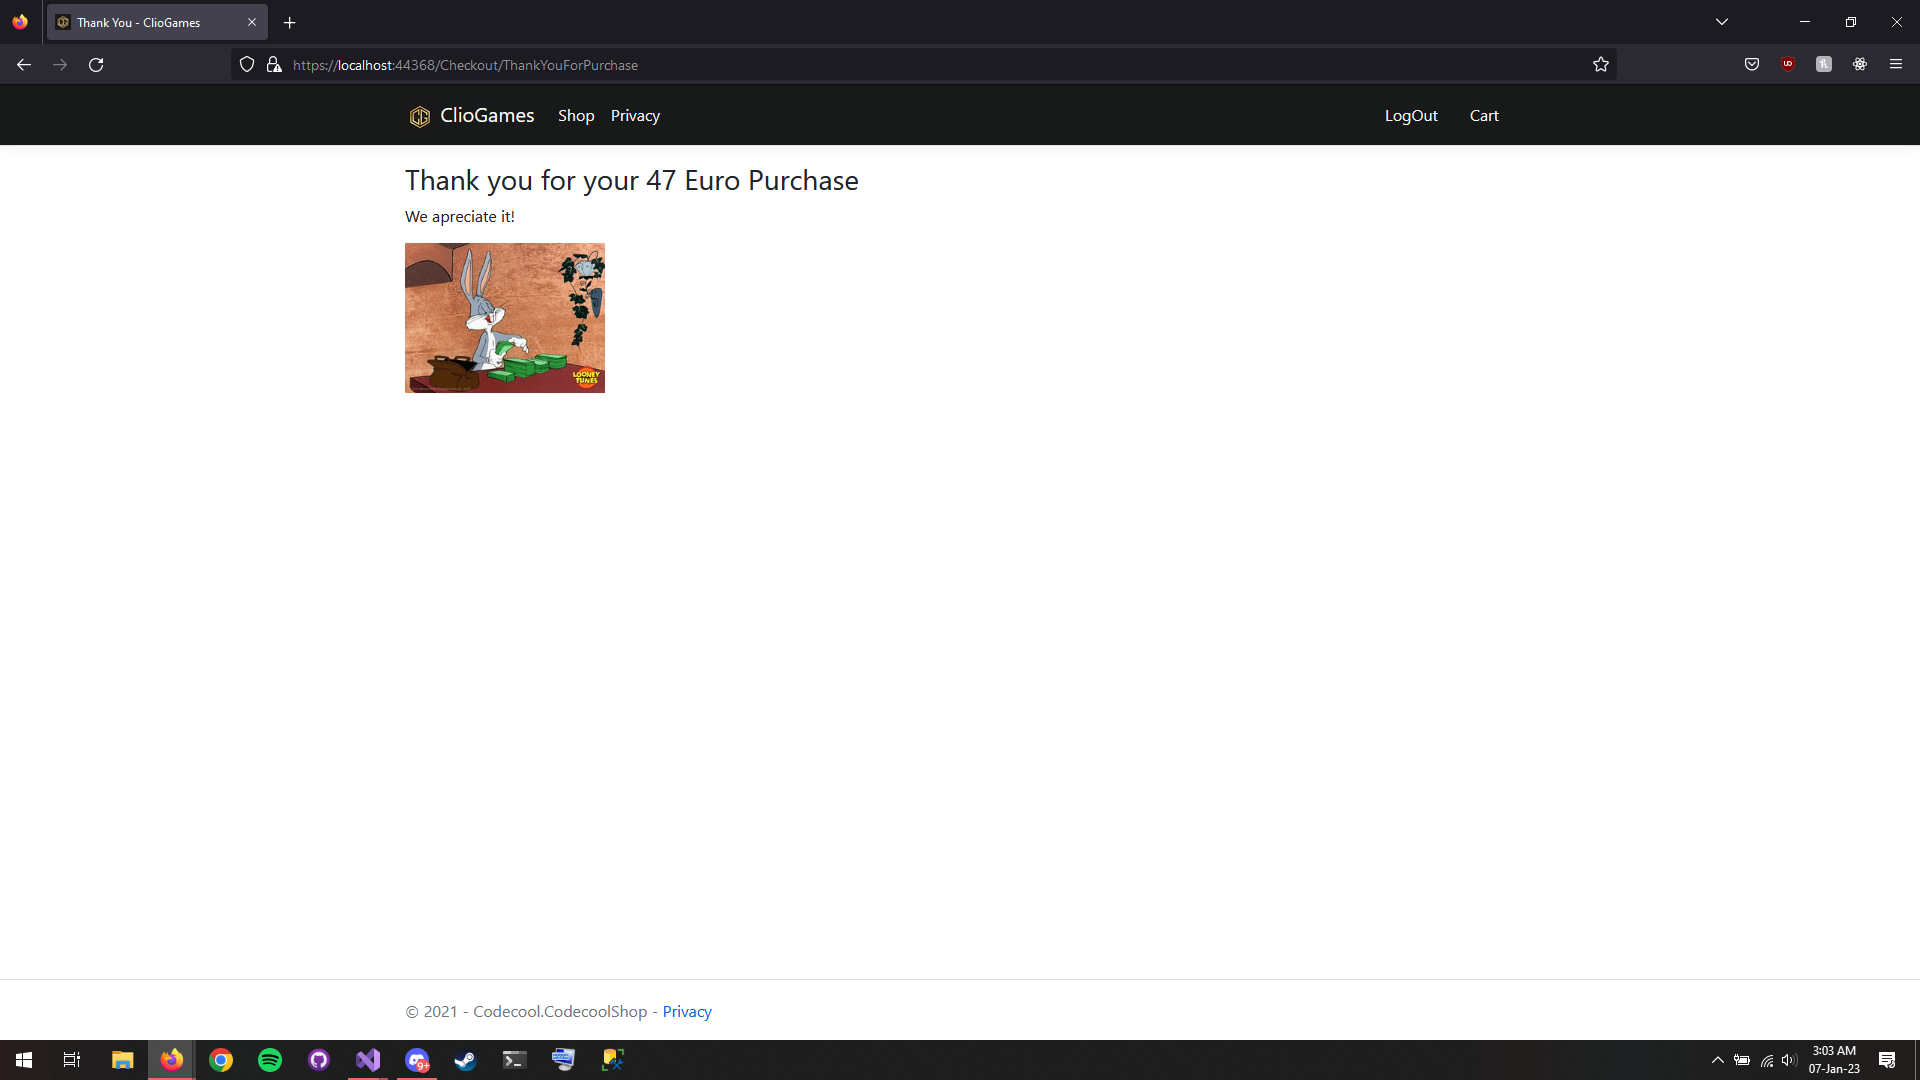 Thank You - ClioGames
https://localhost:44368/Checkout/ThankYouForPurchase
ClioGames Shop Privacy LogOut Cart
Thank you for your 47 Euro Purchase
We apreciate it!
LOONEY
TUNES
© 2021 - Codecool.CodecoolShop - Privacy
9+
3:03 AM
07-Jan-23